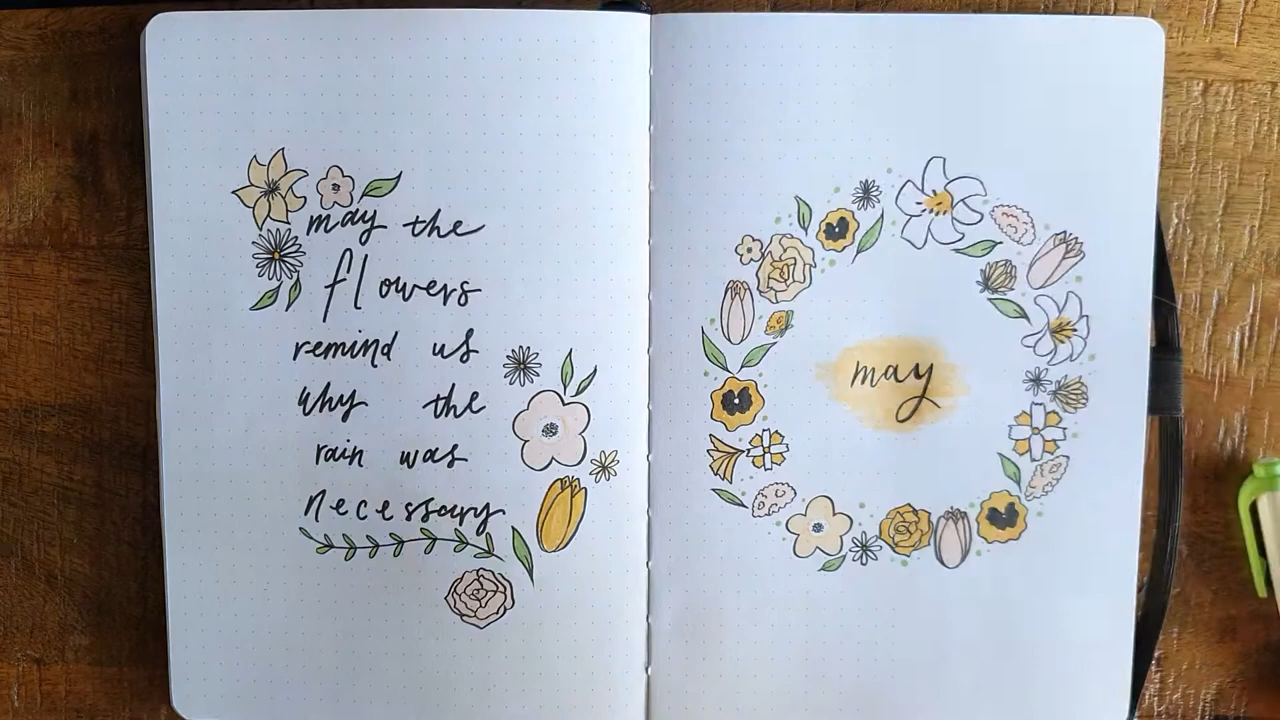 may the
flowers
remind us
why the
rain was
necessary
may